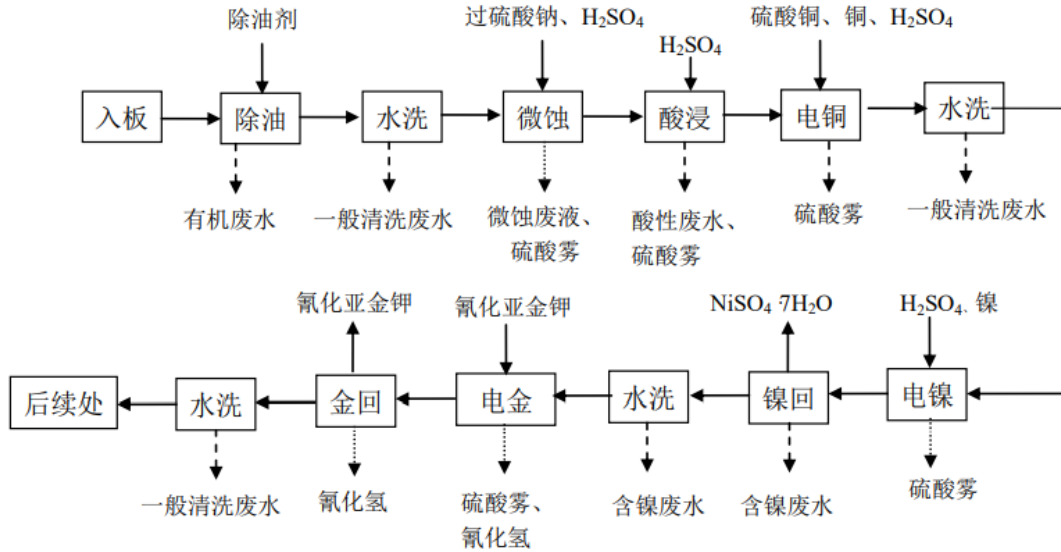 除油剂
过硫酸钠、H₂SO₄
H₂SO₄
硫酸铜、铜、H₂SO₄
入板
除油
水洗
微蚀
酸浸
电铜
水洗
有机废水
一般清洗废水
微蚀废液、
硫酸雾
酸性废水、
硫酸雾
硫酸雾
一般清洗废水
氰化亚金钾
氰化亚金钾
NiSO₄·7H₂O
H₂SO₄、镍
后续处
水洗
金回
电金
水洗
镍回
电镍
一般清洗废水
氰化氢
硫酸雾、
氰化氢
含镍废水
含镍废水
硫酸雾